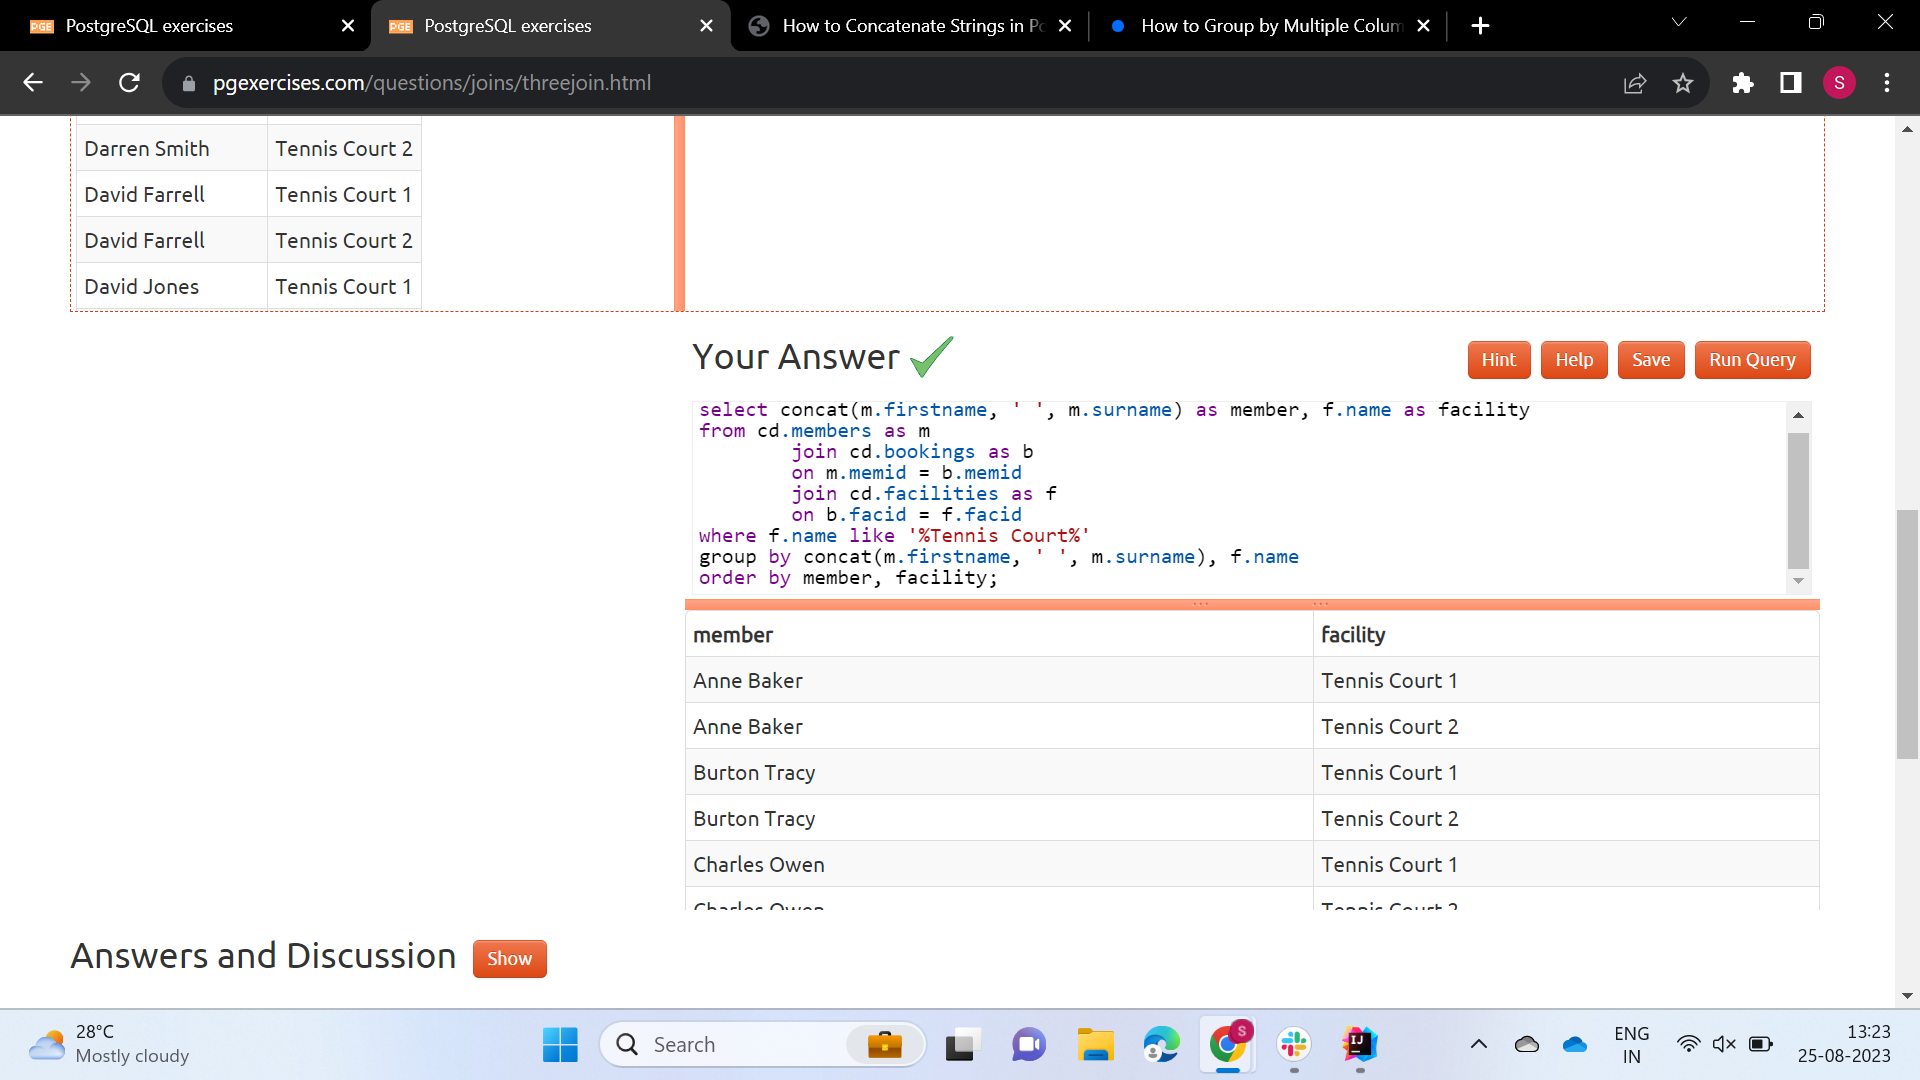 PGE PostgreSQL exercises
PGE PostgreSQL exercises
How to Concatenate Strings in Po
How to Group by Multiple Colum
pgexercises.com/questions/joins/threejoin.html
S
Darren Smith Tennis Court 2
David Farrell Tennis Court 1
David Farrell Tennis Court 2
David Jones Tennis Court 1
Your Answer
Hint Help Save Run Query
select concat(m.firstname, ' ', m.surname) as member, f.name as facility
from cd.members as m
join cd.bookings as b
on m.memid = b.memid
join cd.facilities as f
on b.facid = f.facid
where f.name like '%Tennis Court%'
group by concat(m.firstname, ' ', m.surname), f.name
order by member, facility;
member facility
Anne Baker Tennis Court 1
Anne Baker Tennis Court 2
Burton Tracy Tennis Court 1
Burton Tracy Tennis Court 2
Charles Owen Tennis Court 1
Charles Owen Tennis Court 2
Answers and Discussion Show
28°C
Mostly cloudy
Search
S
IJ
ENG
IN
13:23
25-08-2023